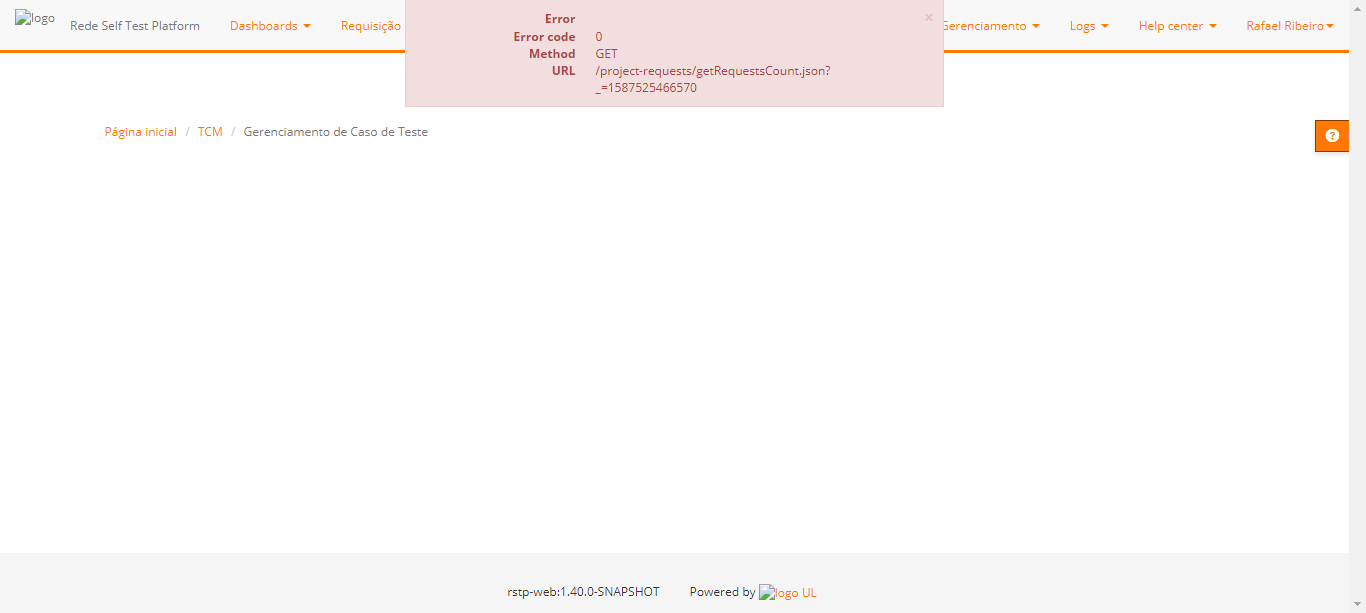 logo Rede Self Test Platform Dashboards Requisição Gerenciamento Logs Help center Rafael Ribeiro
Error ×
Error code 0
Method GET
URL /project-requests/getRequestsCount.json?
_=1587525466570
Página inicial / TCM / Gerenciamento de Caso de Teste
rstp-web:1.40.0-SNAPSHOT Powered by logo UL